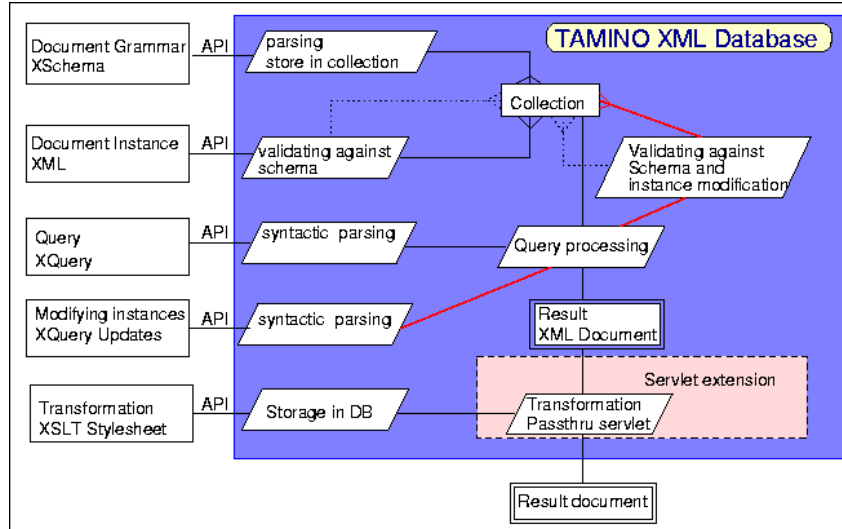 TAMINO XML Database
Document Grammar
XSchema
API
parsing
store in collection
Collection
Document Instance
XML
API
validating against
schema
Validating against
Schema and
instance modification
Query
XQuery
API
syntactic parsing
Query processing
Modifying instances
XQuery Updates
API
syntactic parsing
Result
XML Document
Servlet extension
Transformation
XSLT Stylesheet
API
Storage in DB
Transformation
Passthru servlet
Result document